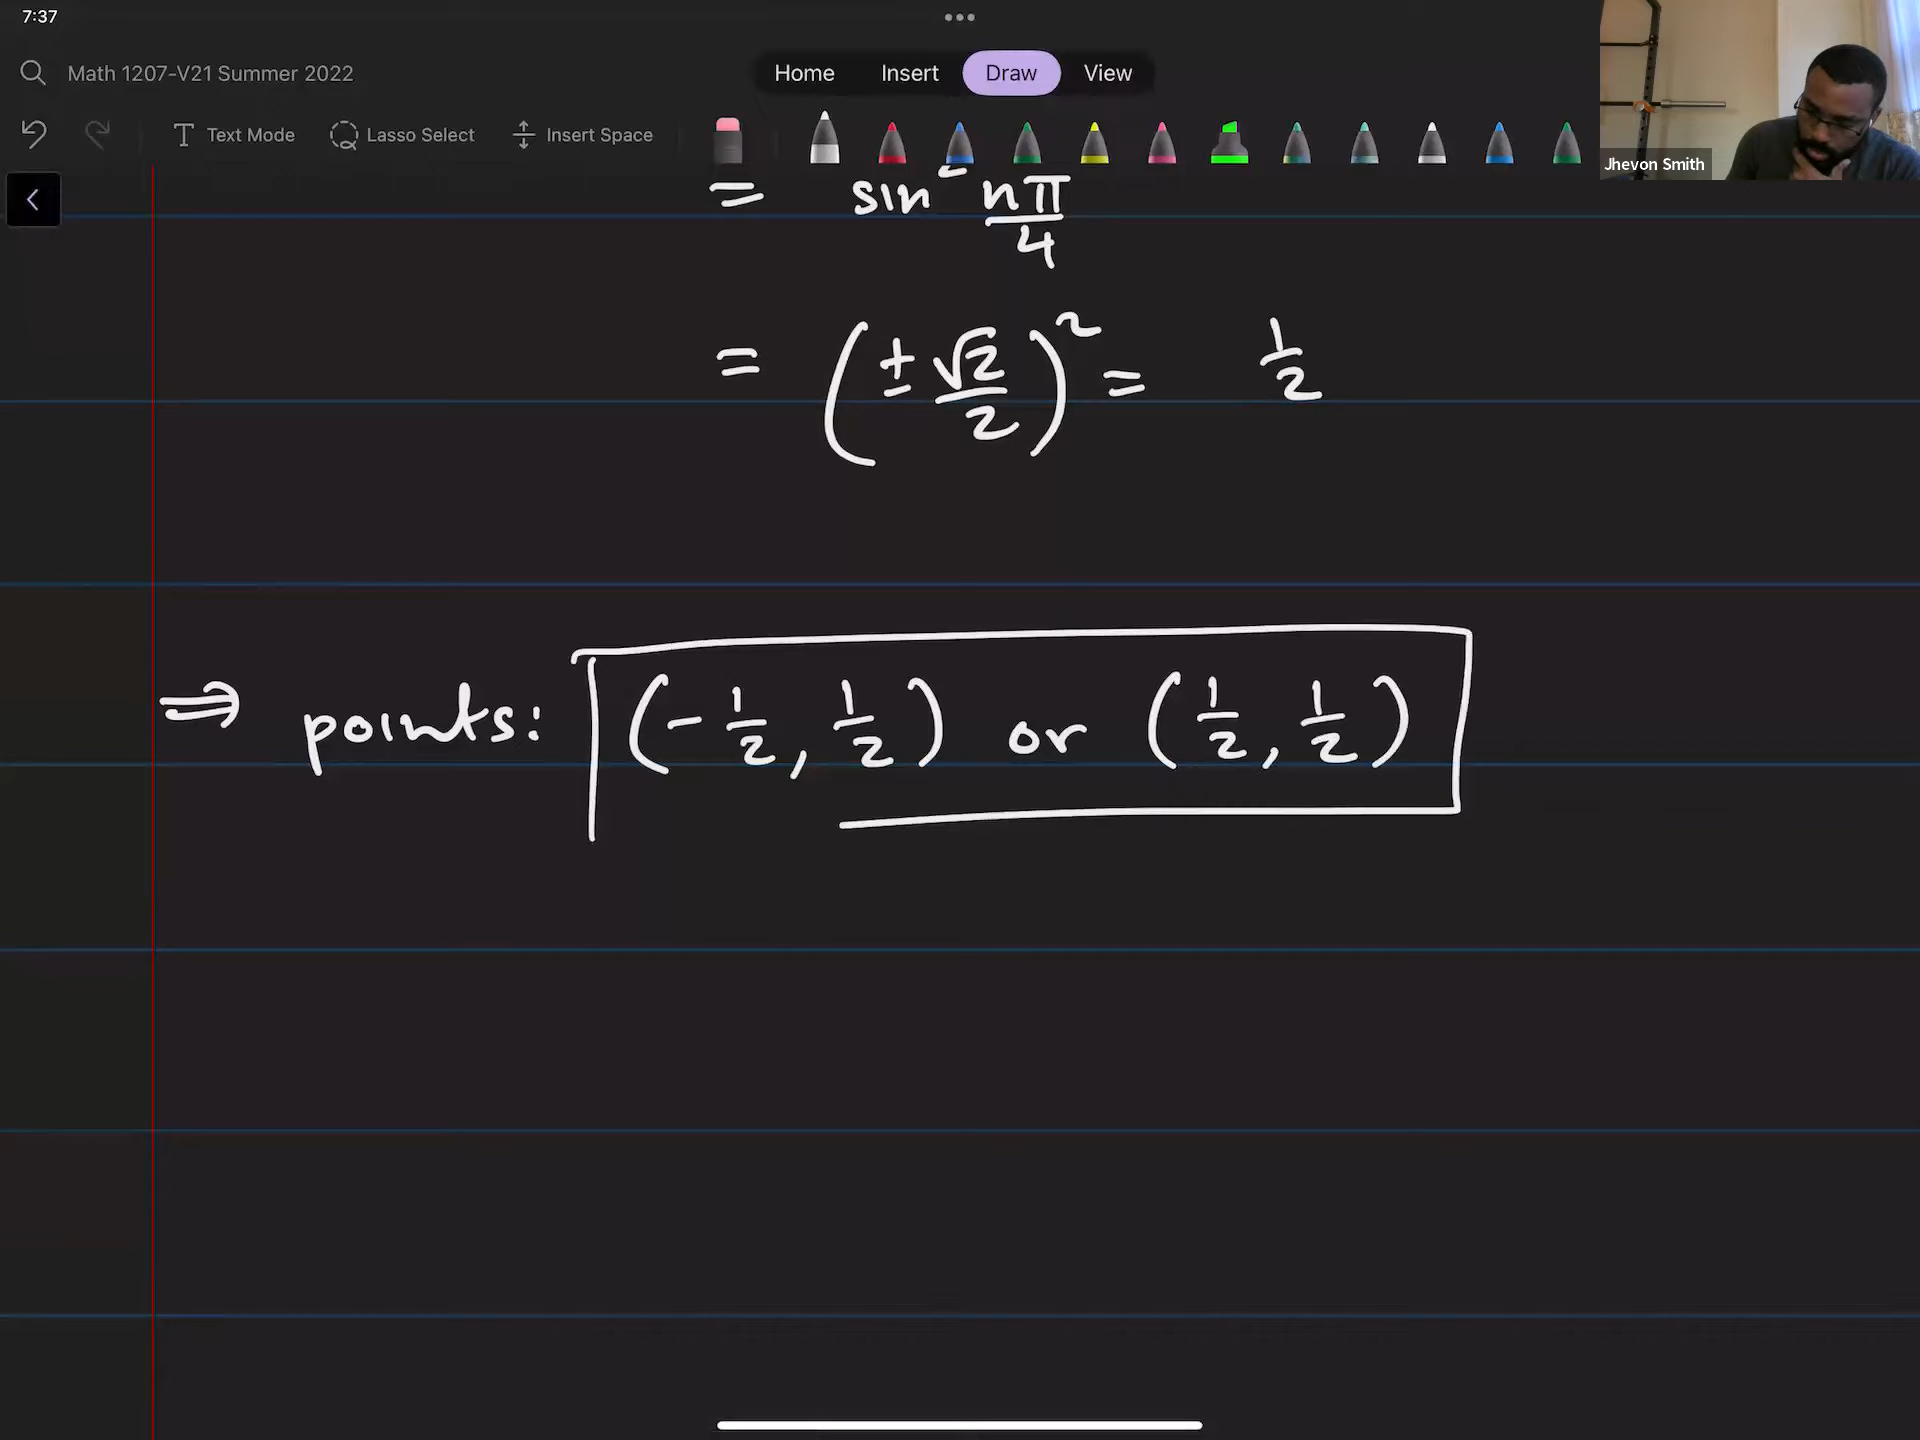 7:37
Math 1207-V21 Summer 2022
Home Insert Draw View
Text Mode Lasso Select Insert Space
Jhevon Smith
= sin² nπ/4
= (± √2/2)² = 1/2
⇒ points: (-1/2, 1/2) or (1/2, 1/2)